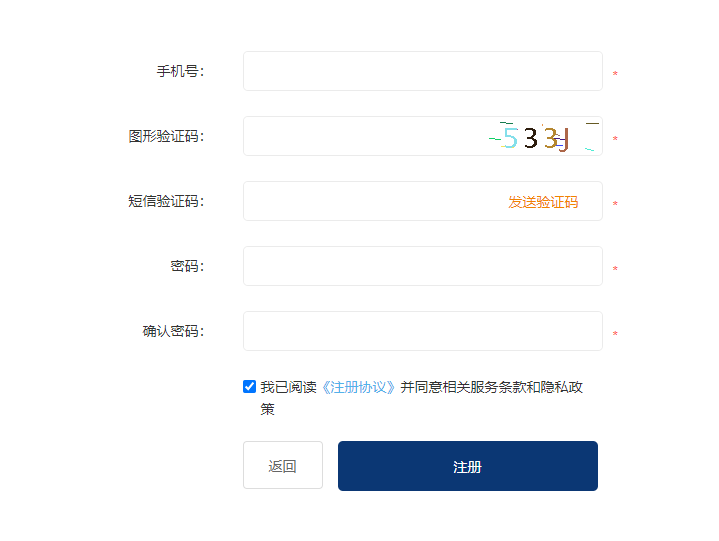 手机号：
*
图形验证码：
533J
*
短信验证码：
发送验证码
*
密码：
*
确认密码：
*
我已阅读《注册协议》并同意相关服务条款和隐私政
策
返回
注册